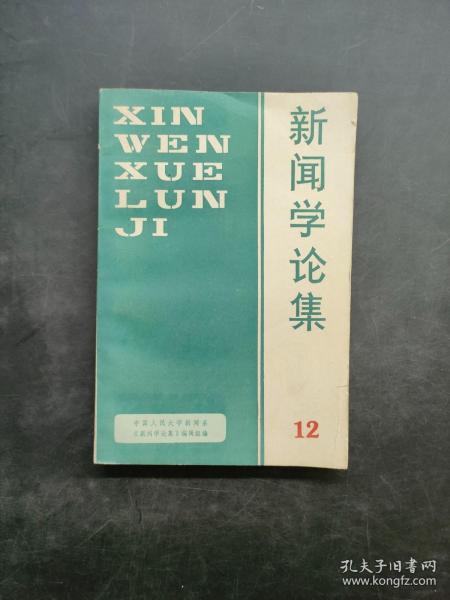 XIN
WEN
XUE
LUN
JI
新闻学论集
中国人民大学新闻系
《新闻学论集》编辑组编
12
孔夫子旧书网
www.kongfz.com